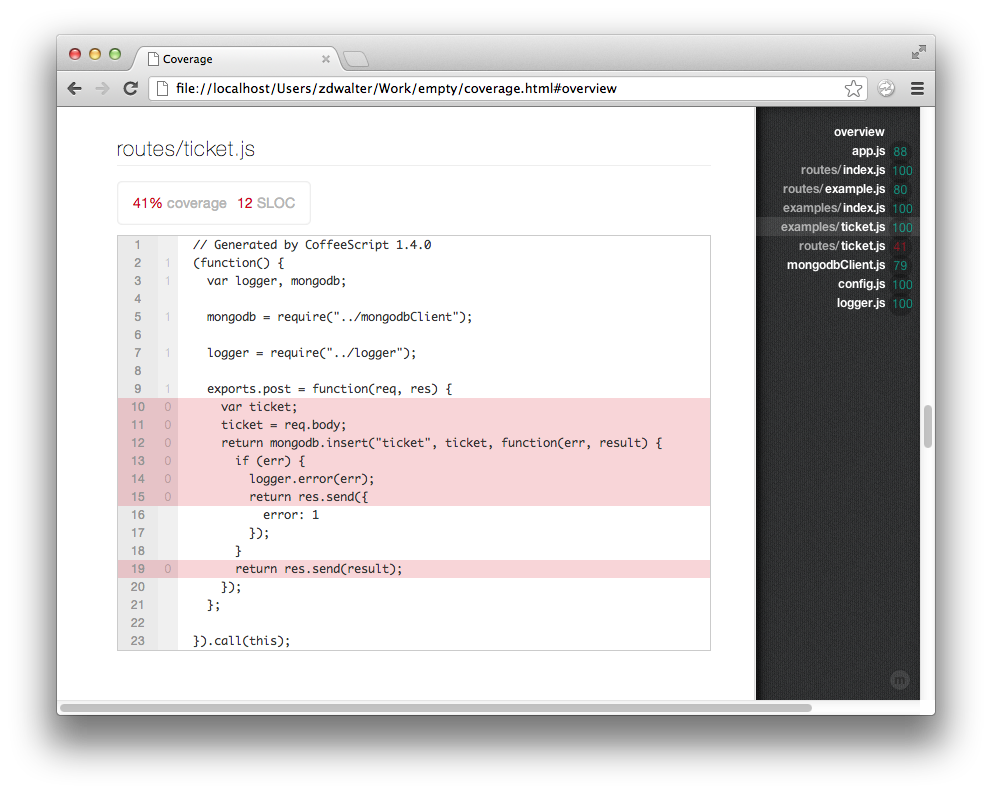 Coverage
file://localhost/Users/zdwalter/Work/empty/coverage.html#overview
routes/ticket.js
41% coverage 12 SLOC
1 // Generated by CoffeeScript 1.4.0
2 1 (function() {
3 1 var logger, mongodb;
4
5 1 mongodb = require("../mongodbClient");
6
7 1 logger = require("../logger");
8
9 1 exports.post = function(req, res) {
10 0 var ticket;
11 0 ticket = req.body;
12 0 return mongodb.insert("ticket", ticket, function(err, result) {
13 0 if (err) {
14 0 logger.error(err);
15 0 return res.send({
16 error: 1
17 });
18 }
19 0 return res.send(result);
20 });
21 };
22
23 }).call(this);
overview
app.js 88
routes/index.js 100
routes/example.js 80
examples/index.js 100
examples/ticket.js 100
routes/ticket.js 41
mongodbClient.js 79
config.js 100
logger.js 100
m